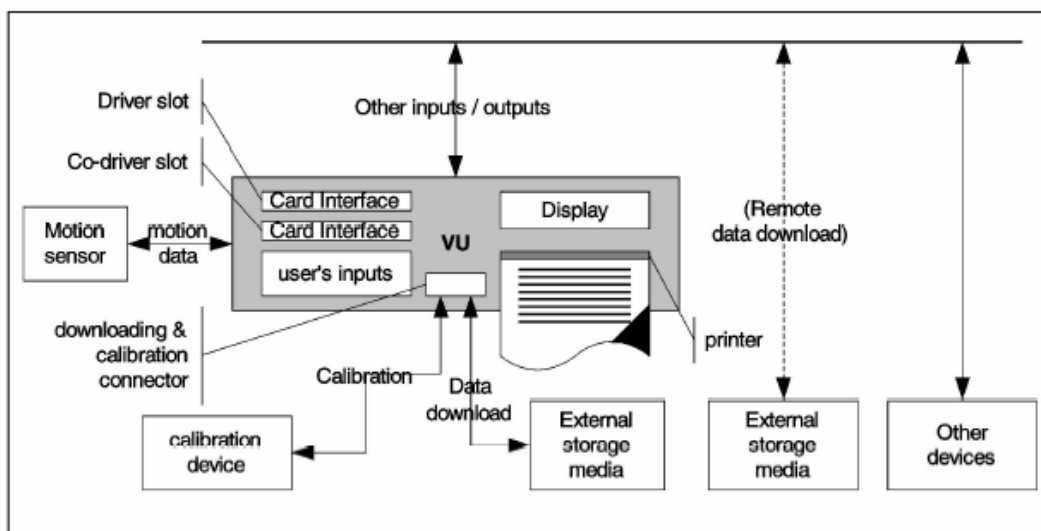 Driver slot
Other inputs / outputs
Co-driver slot
Card Interface
Card Interface
Display
(Remote
data download)
Motion
sensor
motion
data
VU
user's inputs
downloading &
calibration
connector
printer
Calibration
Data
download
calibration
device
External
storage
media
External
storage
media
Other
devices